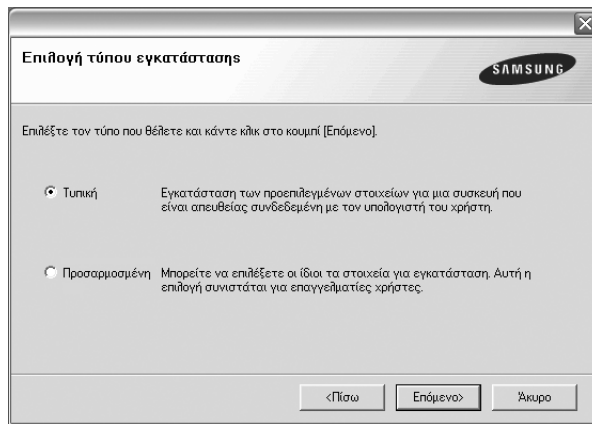 Επιλογή τύπου εγκατάστασης
SAMSUNG
Επιλέξτε τον τύπο που θέλετε και κάντε κλικ στο κουμπί [Επόμενο].
Τυπική
Εγκατάσταση των προεπιλεγμένων στοιχείων για μια συσκευή που
είναι απευθείας συνδεδεμένη με τον υπολογιστή του χρήστη.
Προσαρμοσμένη
Μπορείτε να επιλέξετε οι ίδιοι τα στοιχεία για εγκατάσταση. Αυτή η
επιλογή συνιστάται για επαγγελματίες χρήστες.
<Πίσω
Επόμενο>
Άκυρο